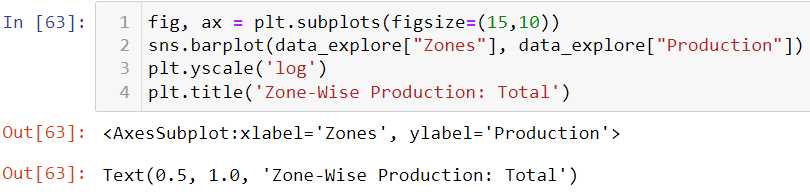 In [63]:
1 fig, ax = plt.subplots(figsize=(15,10))
2 sns.barplot(data_explore["Zones"], data_explore["Production"])
3 plt.yscale('log')
4 plt.title('Zone-Wise Production: Total')
Out[63]: <AxesSubplot:xlabel='Zones', ylabel='Production'>
Out[63]: Text(0.5, 1.0, 'Zone-Wise Production: Total')